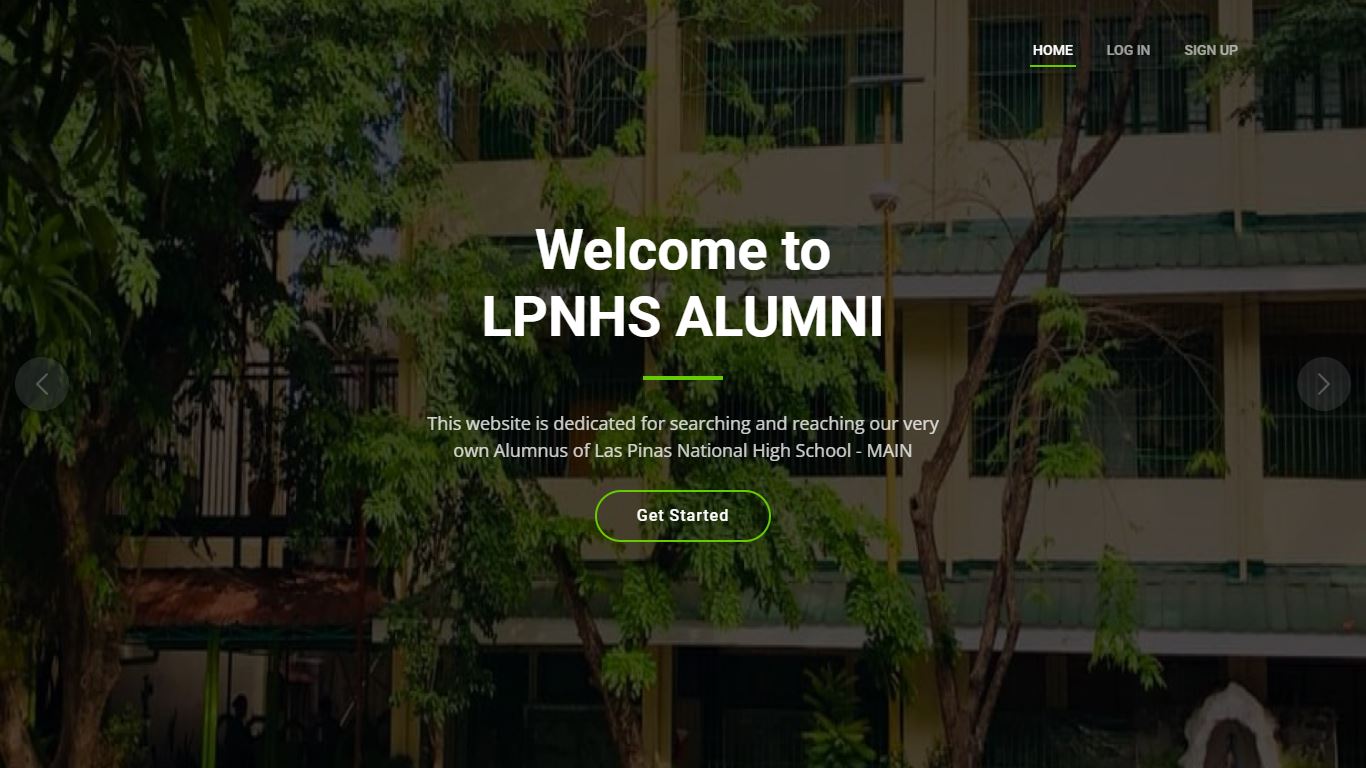 HOME LOG IN SIGN UP
Welcome to
LPNHS ALUMNI
This website is dedicated for searching and reaching our very
own Alumnus of Las Pinas National High School - MAIN
Get Started